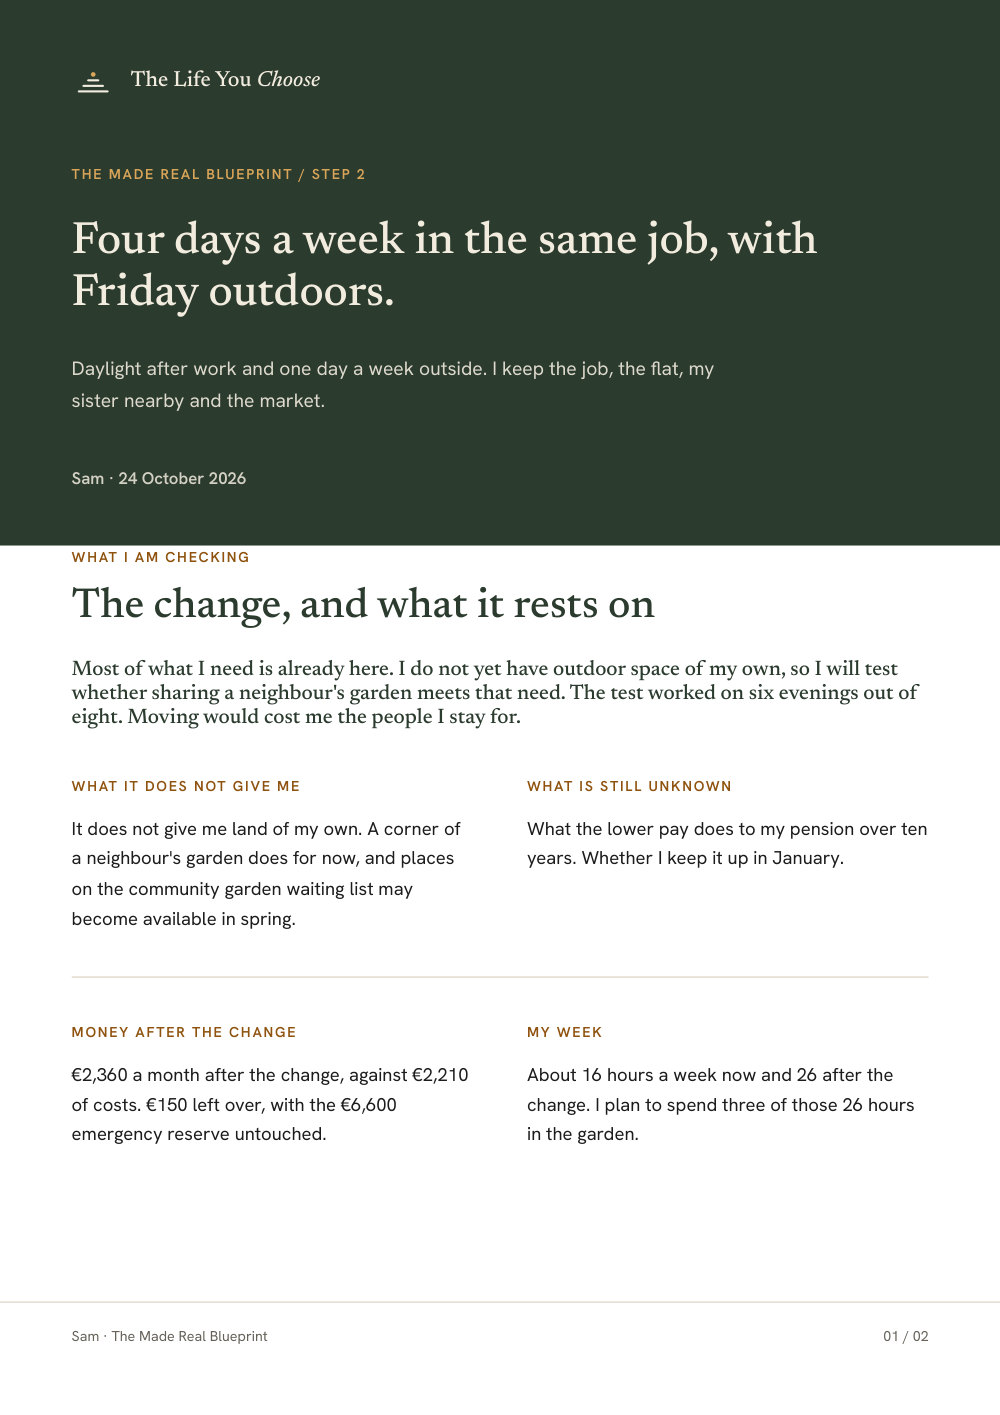 The Life You Choose
THE MADE REAL BLUEPRINT / STEP 2
Four days a week in the same job, with
Friday outdoors.
Daylight after work and one day a week outside. I keep the job, the flat, my
sister nearby and the market.
Sam · 24 October 2026
WHAT I AM CHECKING
The change, and what it rests on
Most of what I need is already here. I do not yet have outdoor space of my own, so I will test
whether sharing a neighbour's garden meets that need. The test worked on six evenings out of
eight. Moving would cost me the people I stay for.
WHAT IT DOES NOT GIVE ME
It does not give me land of my own. A corner of
a neighbour's garden does for now, and places
on the community garden waiting list may
become available in spring.
WHAT IS STILL UNKNOWN
What the lower pay does to my pension over ten
years. Whether I keep it up in January.
MONEY AFTER THE CHANGE
€2,360 a month after the change, against €2,210
of costs. €150 left over, with the €6,600
emergency reserve untouched.
MY WEEK
About 16 hours a week now and 26 after the
change. I plan to spend three of those 26 hours
in the garden.
Sam · The Made Real Blueprint
01 / 02